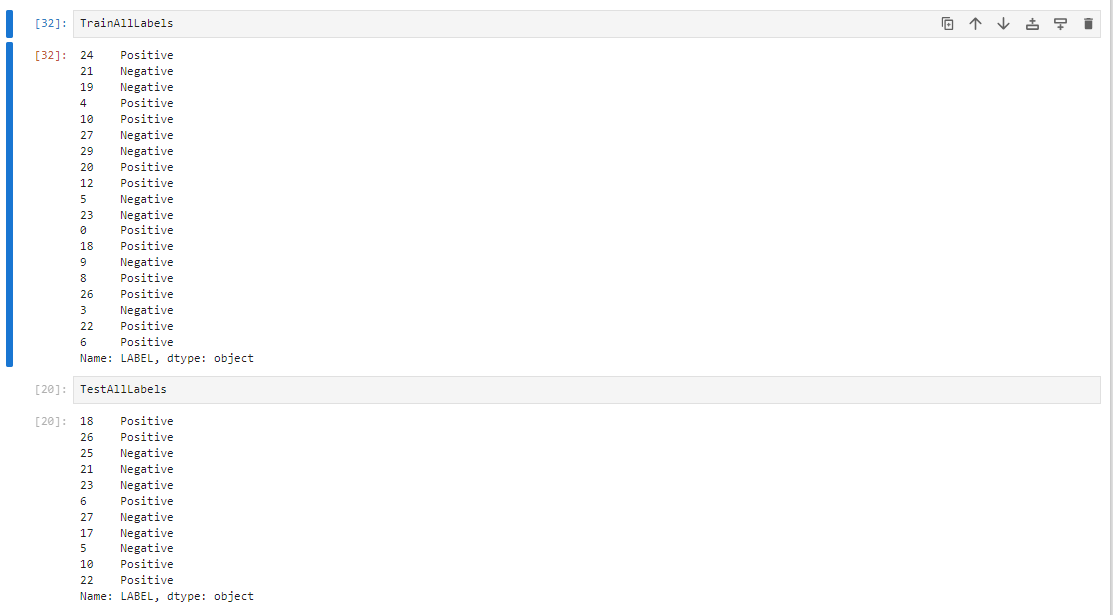 [32]: TrainAllLabels
[32]: 24 Positive
21 Negative
19 Negative
4 Positive
10 Positive
27 Negative
29 Negative
20 Positive
12 Positive
5 Negative
23 Negative
0 Positive
18 Positive
9 Negative
8 Positive
26 Positive
3 Negative
22 Positive
6 Positive
Name: LABEL, dtype: object
[20]: TestAllLabels
[20]: 18 Positive
26 Positive
25 Negative
21 Negative
23 Negative
6 Positive
27 Negative
17 Negative
5 Negative
10 Positive
22 Positive
Name: LABEL, dtype: object